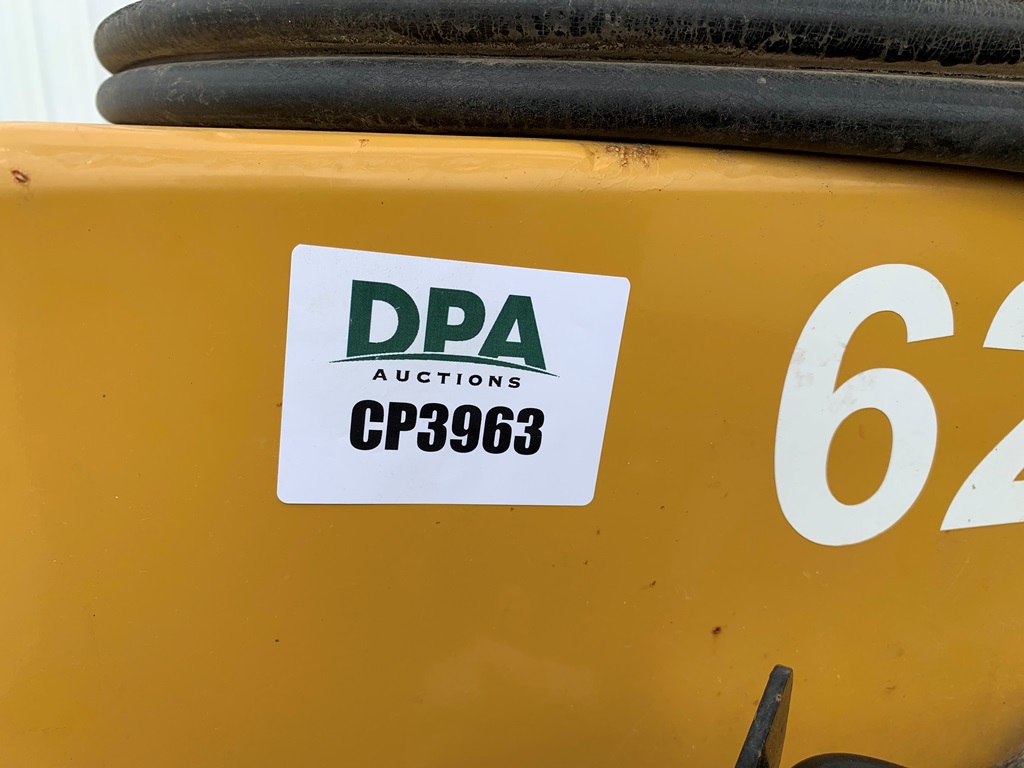 DPA
AUCTIONS
CP3963
62